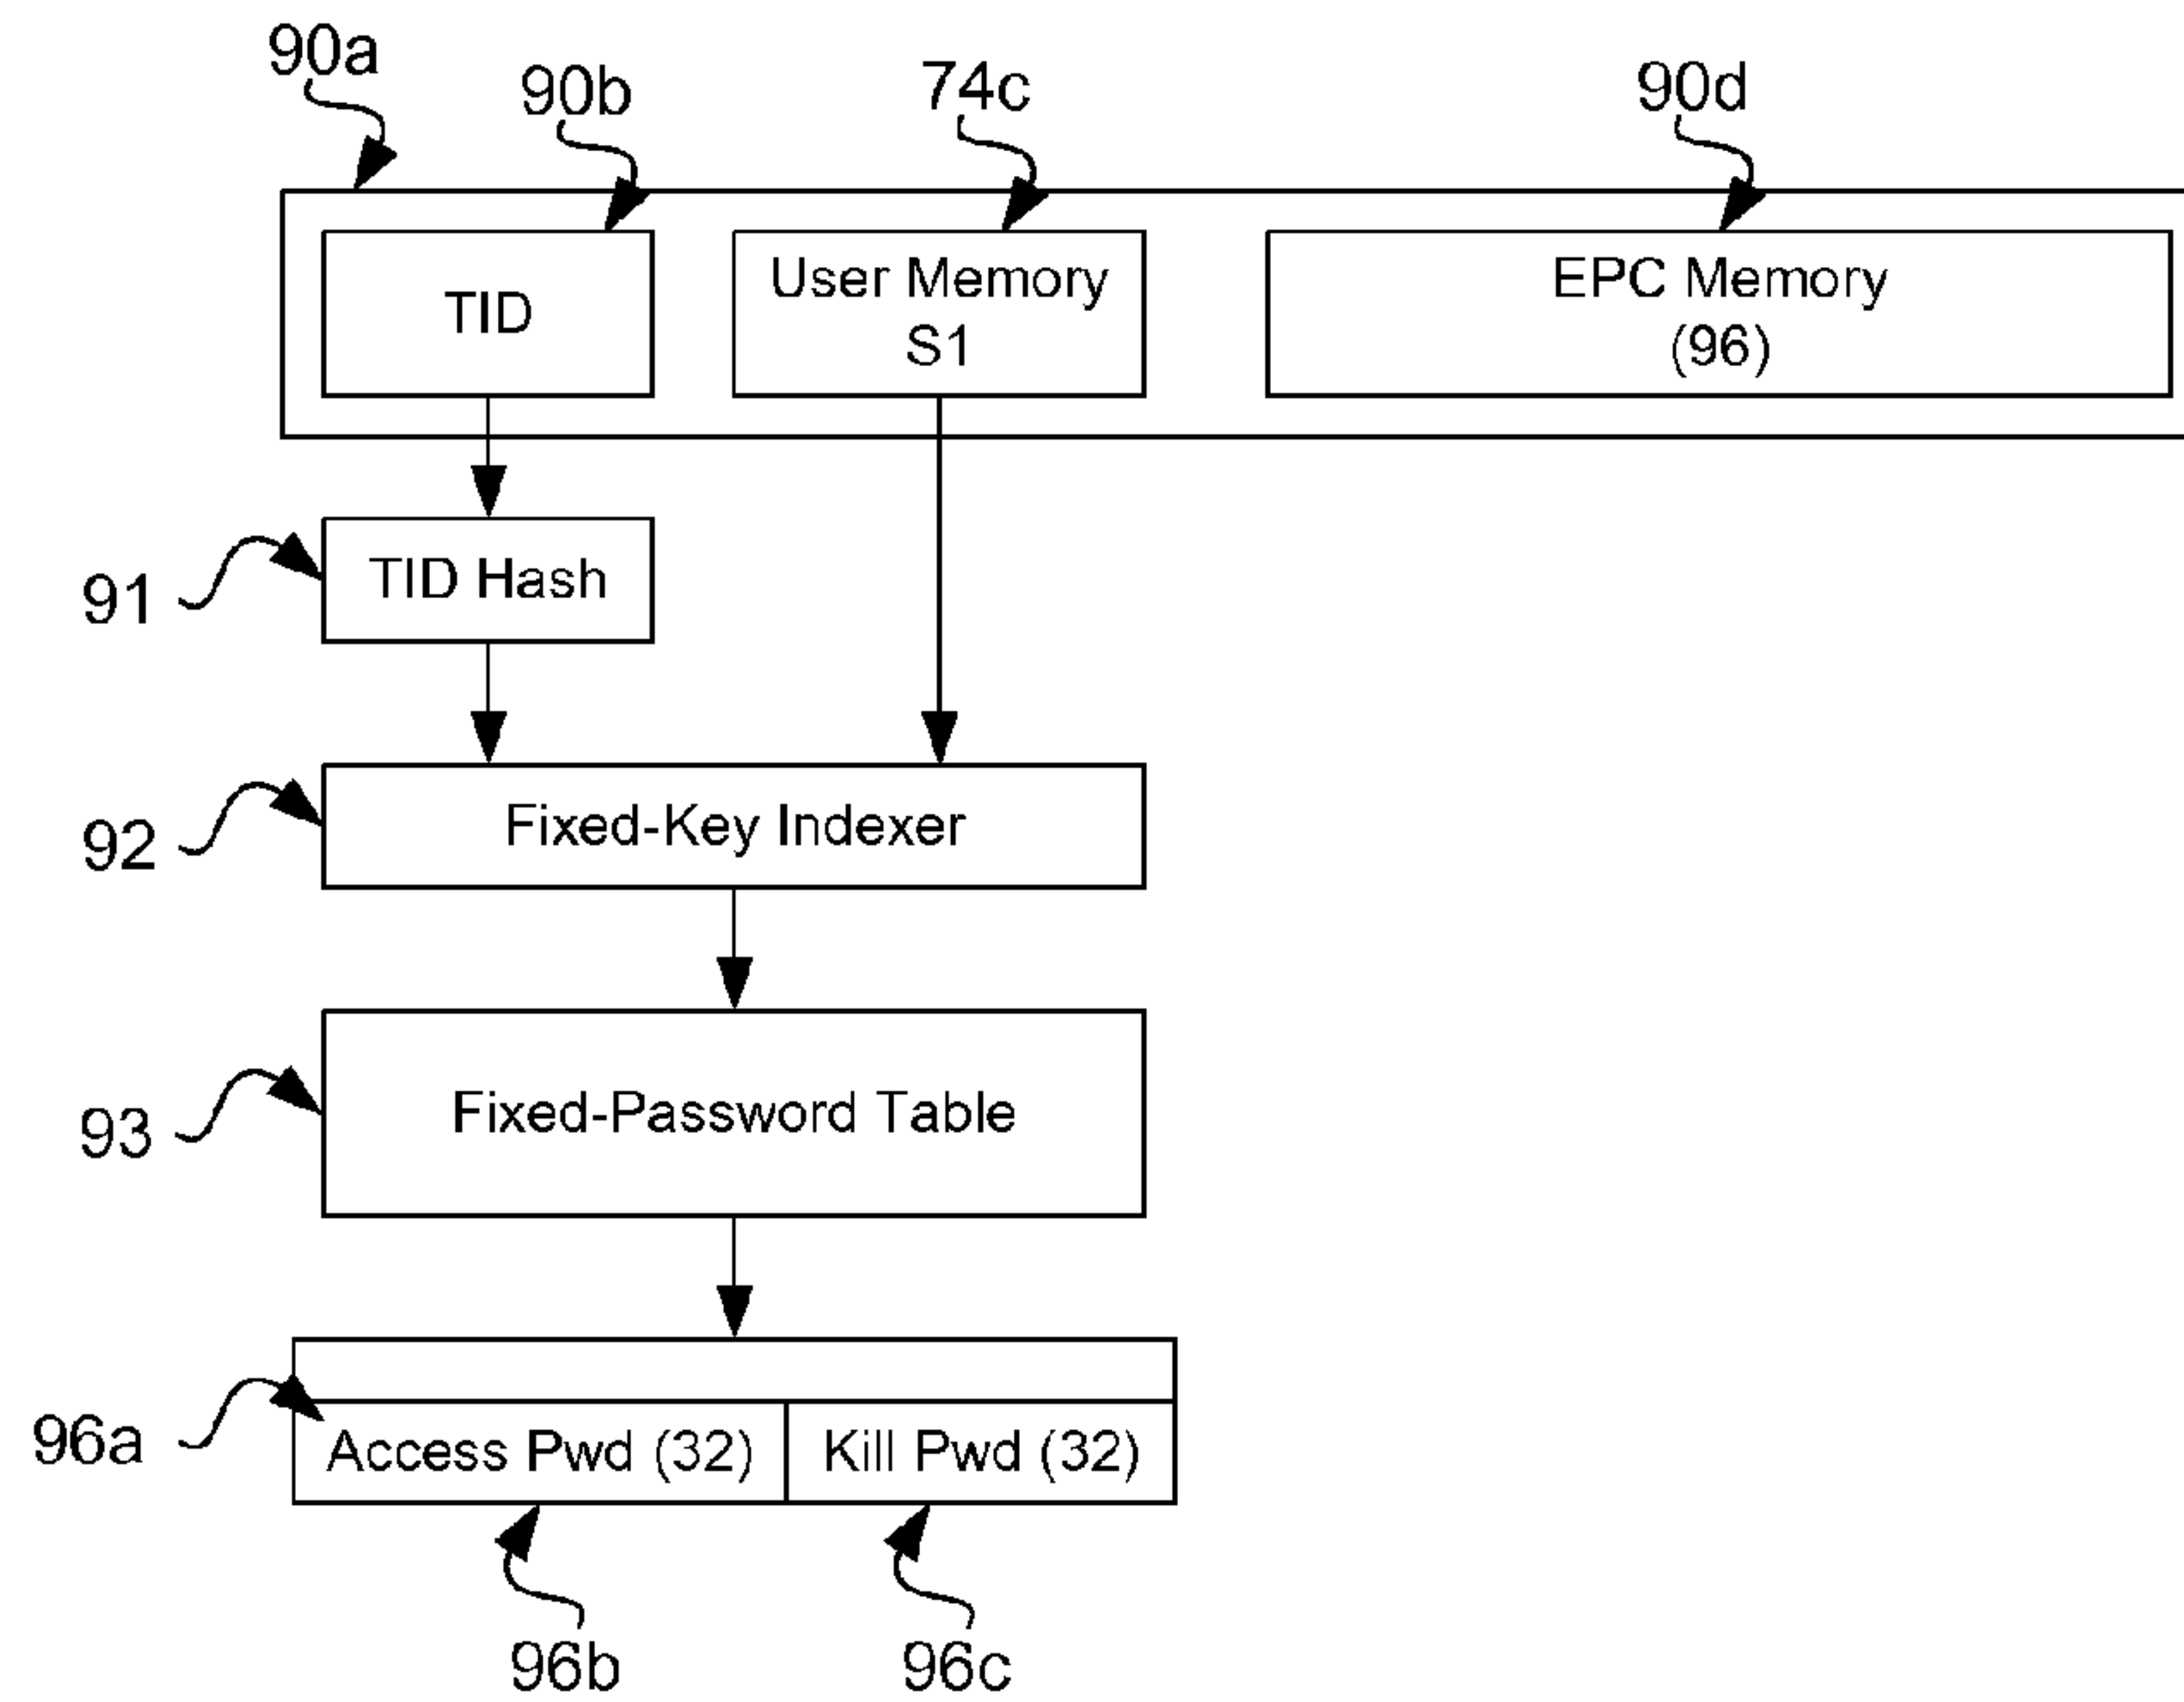 90a
90b
74c
90d
TID
User Memory
S1
EPC Memory
(96)
91
TID Hash
92
Fixed-Key Indexer
93
Fixed-Password Table
96a
Access Pwd (32)
Kill Pwd (32)
96b
96c